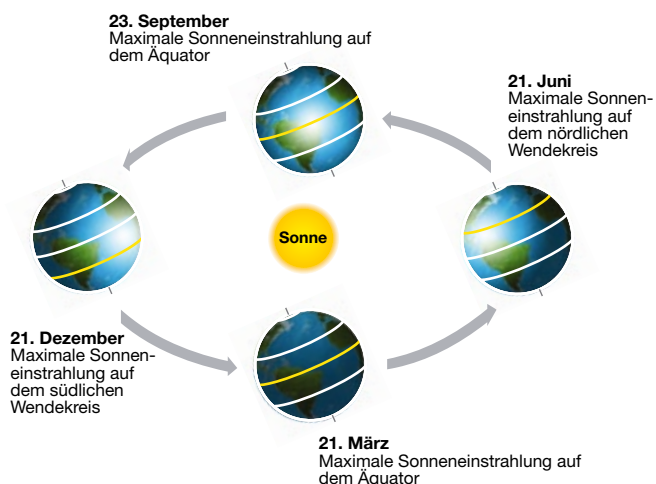 23. September
Maximale Sonneneinstrahlung auf
dem Äquator
21. Juni
Maximale Sonnen-
einstrahlung auf
dem nördlichen
Wendekreis
Sonne
21. Dezember
Maximale Sonnen-
einstrahlung auf
dem südlichen
Wendekreis
21. März
Maximale Sonneneinstrahlung auf
dem Äquator